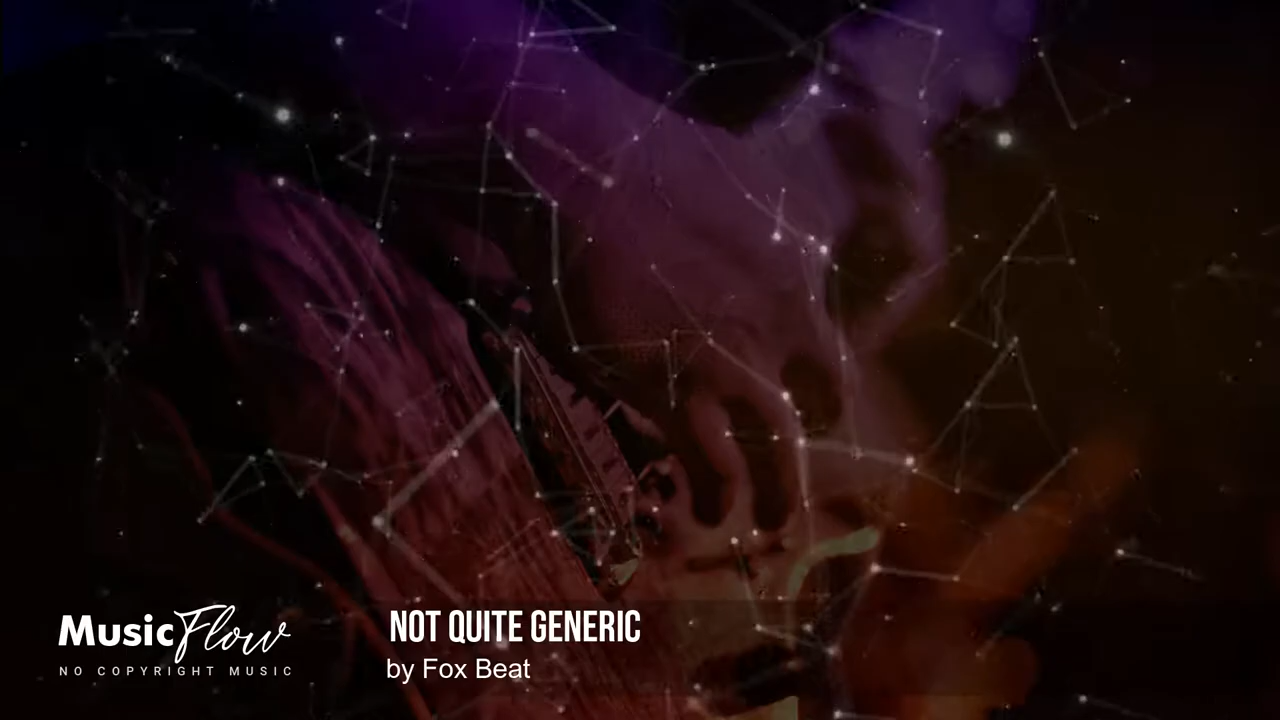 Music Flow
NO COPYRIGHT MUSIC
NOT QUITE GENERIC
by Fox Beat